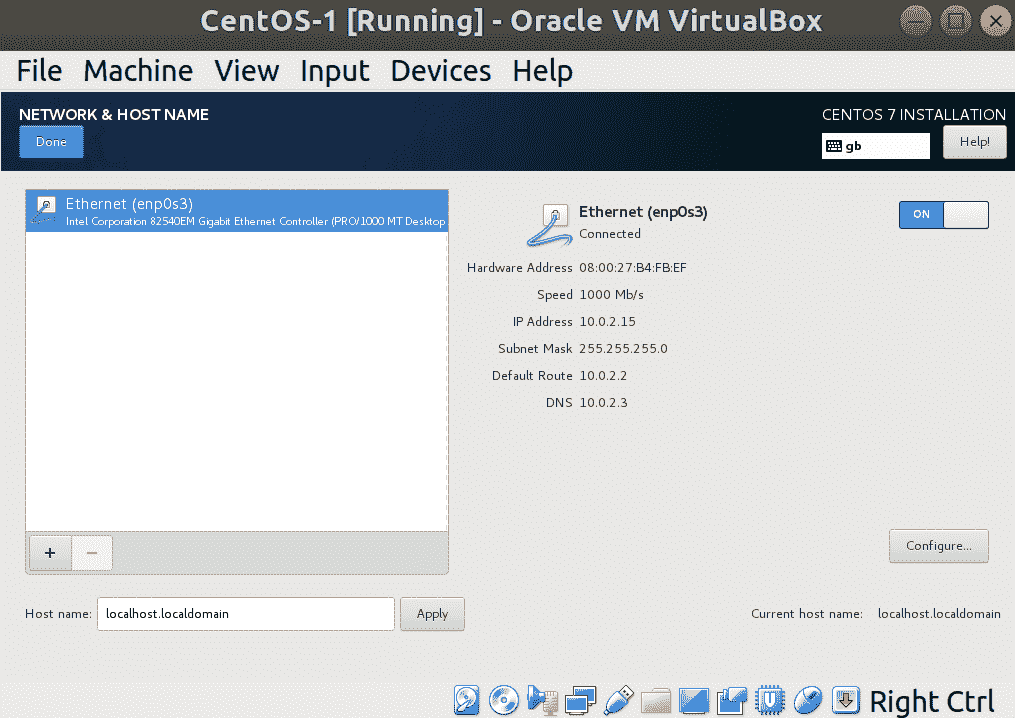 CentOS-1 [Running] - Oracle VM VirtualBox
File Machine View Input Devices Help
NETWORK & HOST NAME
CENTOS 7 INSTALLATION
Done
gb
Help!
Ethernet (enp0s3)
Intel Corporation 82540EM Gigabit Ethernet Controller (PRO/1000 MT Desktop
Ethernet (enp0s3)
Connected
ON
Hardware Address 08:00:27:B4:FB:EF
Speed 1000 Mb/s
IP Address 10.0.2.15
Subnet Mask 255.255.255.0
Default Route 10.0.2.2
DNS 10.0.2.3
+ −
Configure...
Host name: localhost.localdomain Apply
Current host name: localhost.localdomain
Right Ctrl